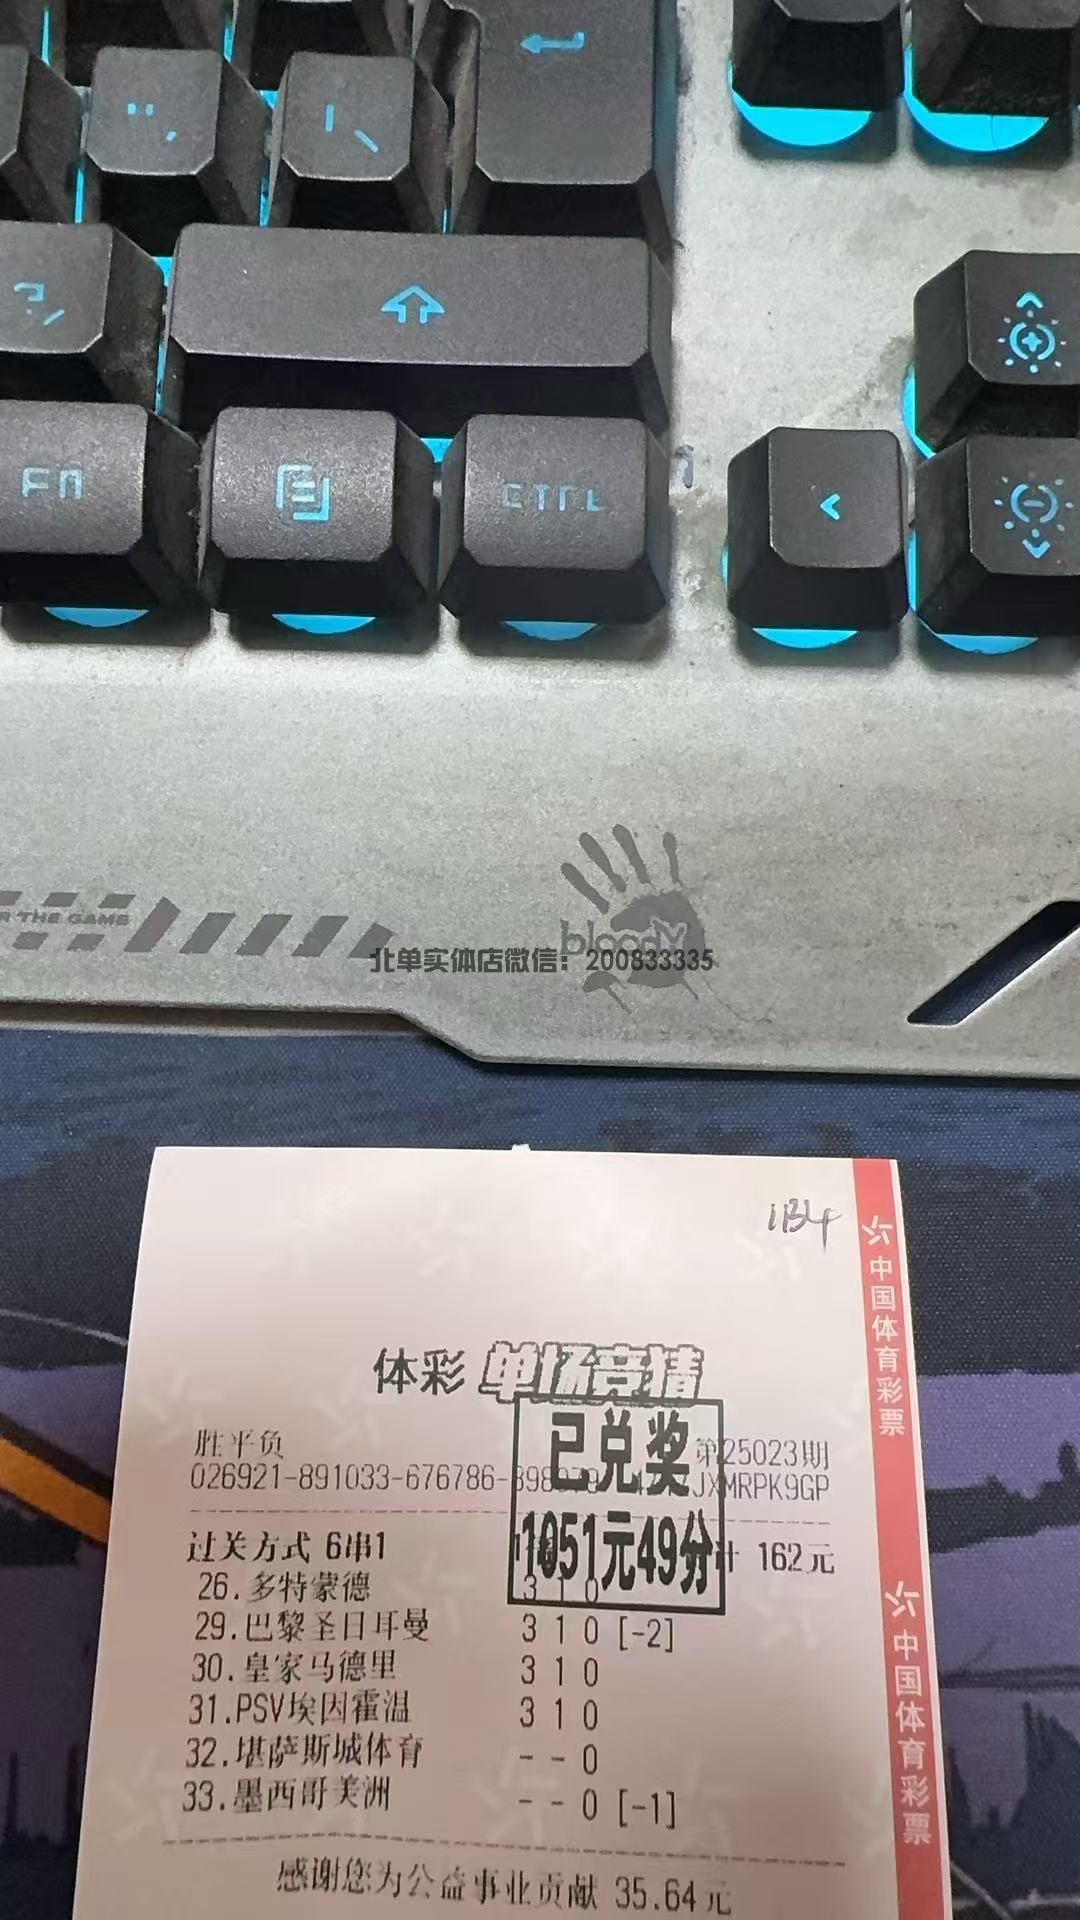 FN
CTRL
R THE GAME
bloody
北单实体店微信：200833335
1134
中国体育彩票
体彩 单场竞猜
已兑奖
胜平负 第25023期
026921-891033-676786- JXMRPK9GP
1051元49分
过关方式 6串1 计 162元
26.多特蒙德 3 1 0
29.巴黎圣日耳曼 3 1 0 [-2]
30.皇家马德里 3 1 0
31.PSV埃因霍温 3 1 0
32.堪萨斯城体育 - - 0
33.墨西哥美洲 - - 0 [-1]
中国体育彩票
感谢您为公益事业贡献 35.64元